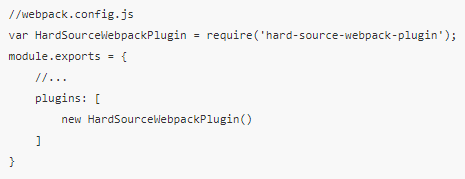 //webpack.config.js
var HardSourceWebpackPlugin = require('hard-source-webpack-plugin');
module.exports = {
    //...
    plugins: [
        new HardSourceWebpackPlugin()
    ]
}